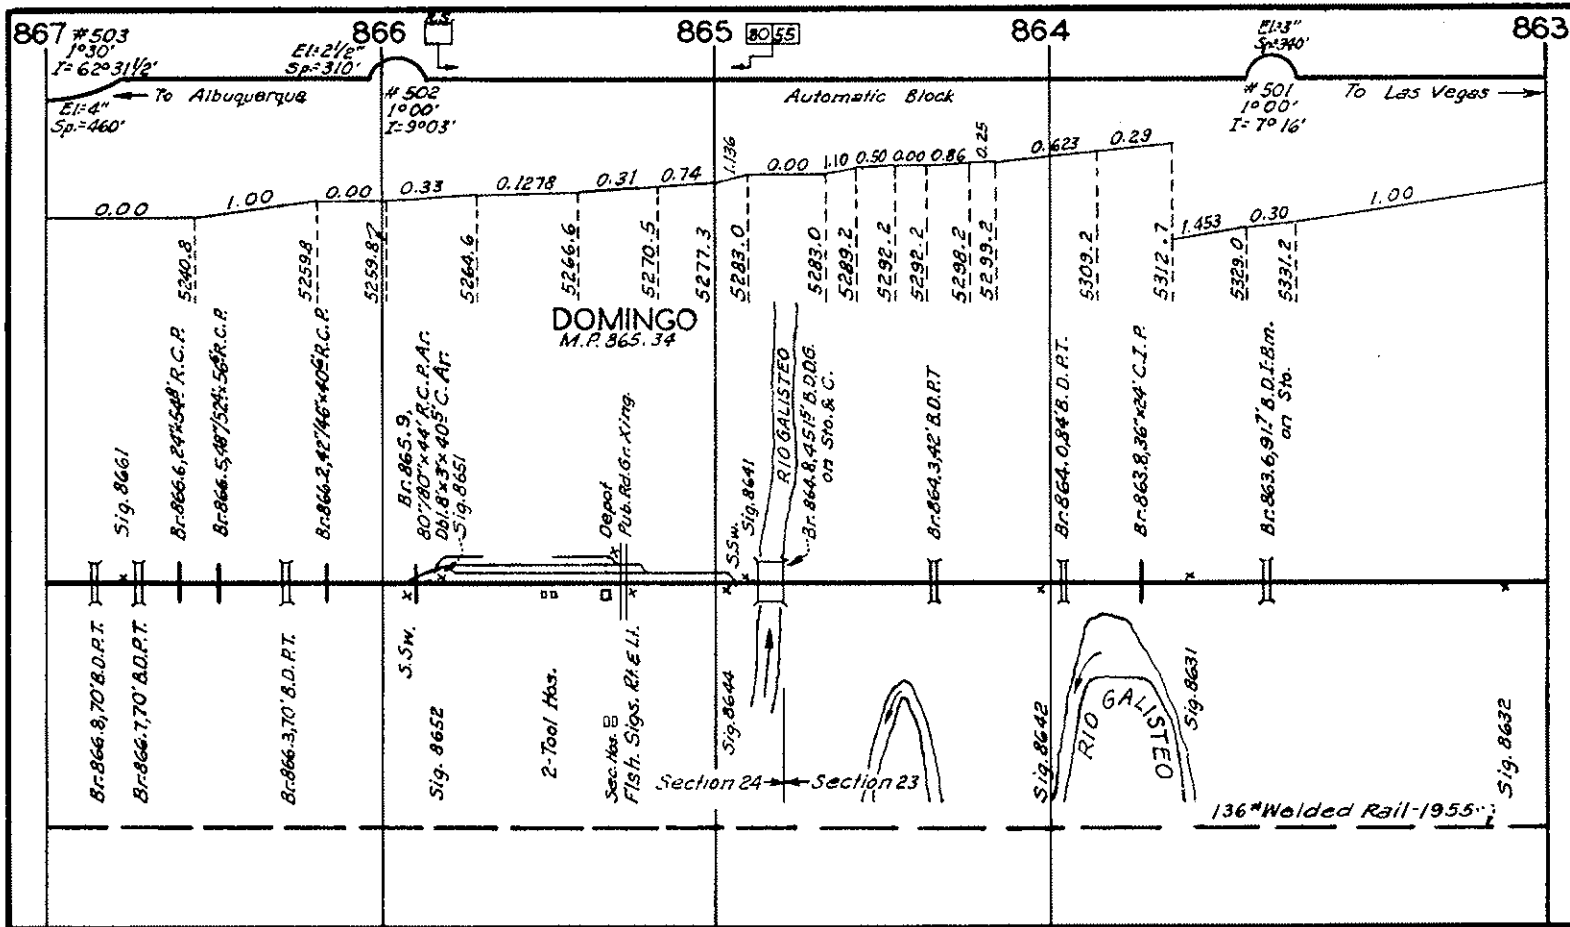 867 866 865 864 863
R.S.
80 55
#503
1°30'
I=62°31½'
El=2½"
Sp=310'
El=3"
Sp=340'
To Albuquerque
El=4"
Sp.=460'
#502
1°00'
I=9°03'
Automatic Block
#501
1°00'
I=7°16'
To Las Vegas
0.00 1.00 0.00 0.33 0.1278 0.31 0.74 1.136 0.00 1.10 0.50 0.00 0.86 0.25 0.623 0.29
1.453 0.30 1.00
5240.8 5259.8 5259.8 5264.6 5266.6 5270.5 5277.3 5283.0 5283.0 5289.2 5292.2 5292.2 5298.2 5299.2 5309.2 5312.7 5329.0 5331.2
DOMINGO
M.P. 865.34
Sig. 8661
Br. 866.6, 24"x54' R.C.P.
Br. 866.5, 48"/52"x56' R.C.P.
Br. 866.2, 42"/46"x40' R.C.P.
Br. 865.9,
80"/80"x44' R.C.P. Ar.
Dbl. 8'x3'x40' C. Ar.
Sig. 8651
Depot
Pub. Rd. Gr. Xing.
S.Sw.
Sig. 8641
RIO GALISTEO
Br. 864.8, 451' B.D.D.G.
on Sto. & C.
Br. 864.3, 42' B.D.P.T
Br. 864.0, 84' B.D.P.T.
Br. 863.8, 36"x24' C.I.P.
Br. 863.6, 91' B.D.I-Bm.
on Sto.
Br. 866.8, 70' B.D.P.T.
Br. 866.7, 70' B.D.P.T.
Br. 866.3, 70' B.D.P.T.
S.Sw.
Sig. 8652
2-Tool Hos.
Sec. Hos.
Flsh. Sigs. Rt. & Lt.
Sig. 8644
Section 24
Section 23
Sig. 8642
RIO GALISTEO
Sig. 8631
Sig. 8632
136# Welded Rail-1955